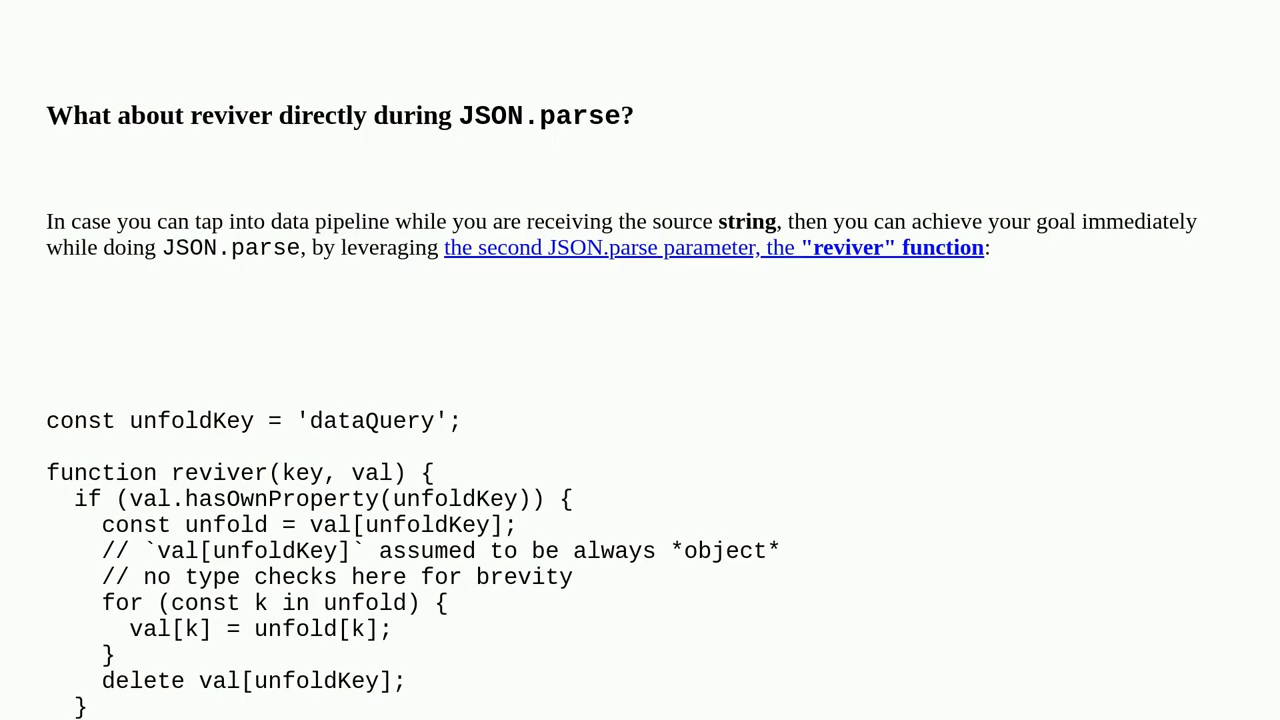 What about reviver directly during JSON.parse?
In case you can tap into data pipeline while you are receiving the source string, then you can achieve your goal immediately
while doing JSON.parse, by leveraging the second JSON.parse parameter, the "reviver" function:
const unfoldKey = 'dataQuery';
function reviver(key, val) {
  if (val.hasOwnProperty(unfoldKey)) {
    const unfold = val[unfoldKey];
    // `val[unfoldKey]` assumed to be always *object*
    // no type checks here for brevity
    for (const k in unfold) {
      val[k] = unfold[k];
    }
    delete val[unfoldKey];
  }